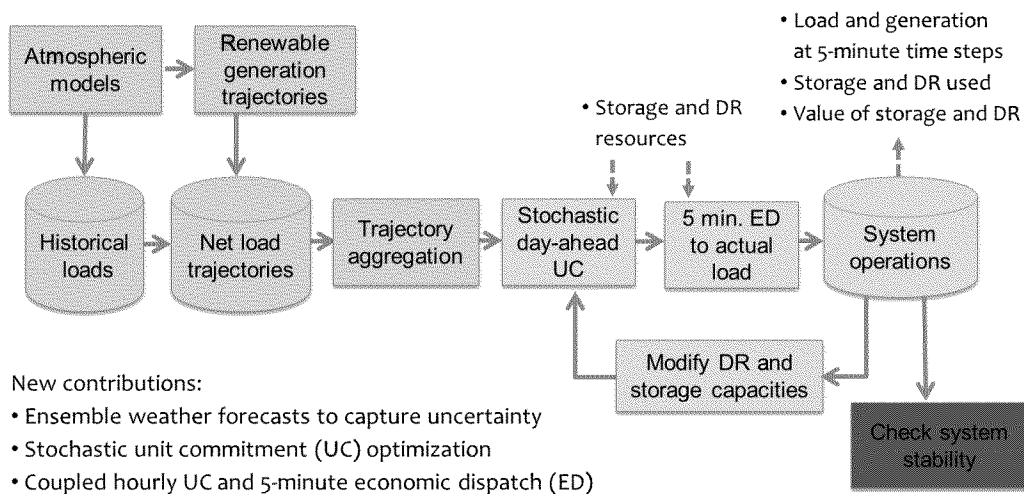 Atmospheric
models
Renewable
generation
trajectories
• Load and generation
at 5-minute time steps
• Storage and DR used
• Value of storage and DR
• Storage and DR
resources
Historical
loads
Net load
trajectories
Trajectory
aggregation
Stochastic
day-ahead
UC
5 min. ED
to actual
load
System
operations
Modify DR and
storage capacities
Check system
stability
New contributions:
• Ensemble weather forecasts to capture uncertainty
• Stochastic unit commitment (UC) optimization
• Coupled hourly UC and 5-minute economic dispatch (ED)